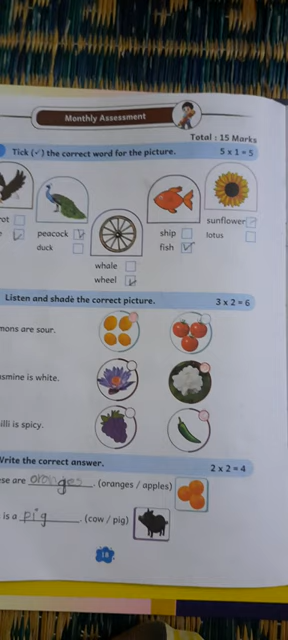 Monthly Assessment
Total : 15 Marks
Tick (✓) the correct word for the picture. 5 x 1 = 5
rot
peacock
duck
whale
wheel
ship
fish
sunflower
lotus
Listen and shade the correct picture. 3 x 2 = 6
mons are sour.
smine is white.
illi is spicy.
Write the correct answer. 2 x 2 = 4
se are oranges. (oranges / apples)
is a pig. (cow / pig)
18